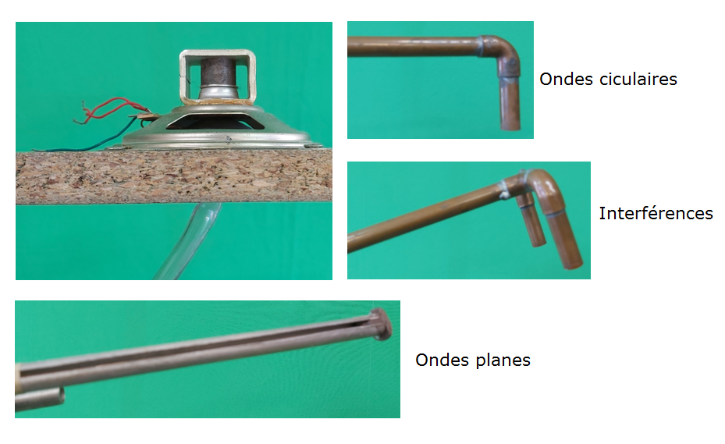 Ondes ciculaires
Interférences
Ondes planes